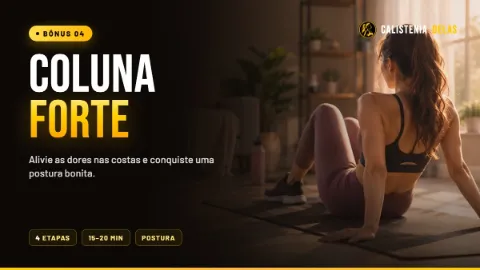 BÔNUS 04
CALISTENIA DELAS
COLUNA
FORTE
Alivie as dores nas costas e conquiste uma
postura bonita.
4 ETAPAS
15–20 MIN
POSTURA